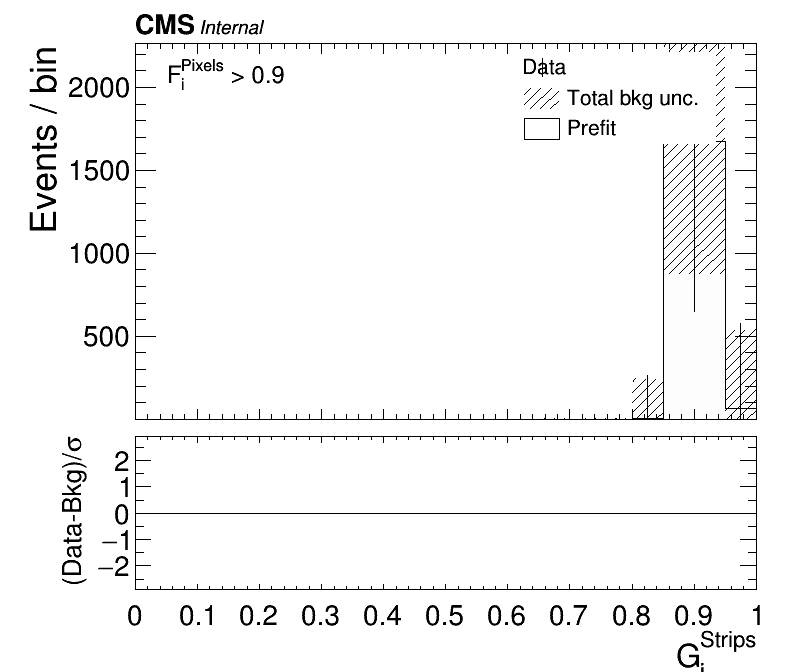 CMS Internal
F_i^Pixels > 0.9
Data
Total bkg unc.
Prefit
Events / bin
2000
1500
1000
500
(Data-Bkg)/σ
2
1
0
−1
−2
0 0.1 0.2 0.3 0.4 0.5 0.6 0.7 0.8 0.9 1
G_i^Strips